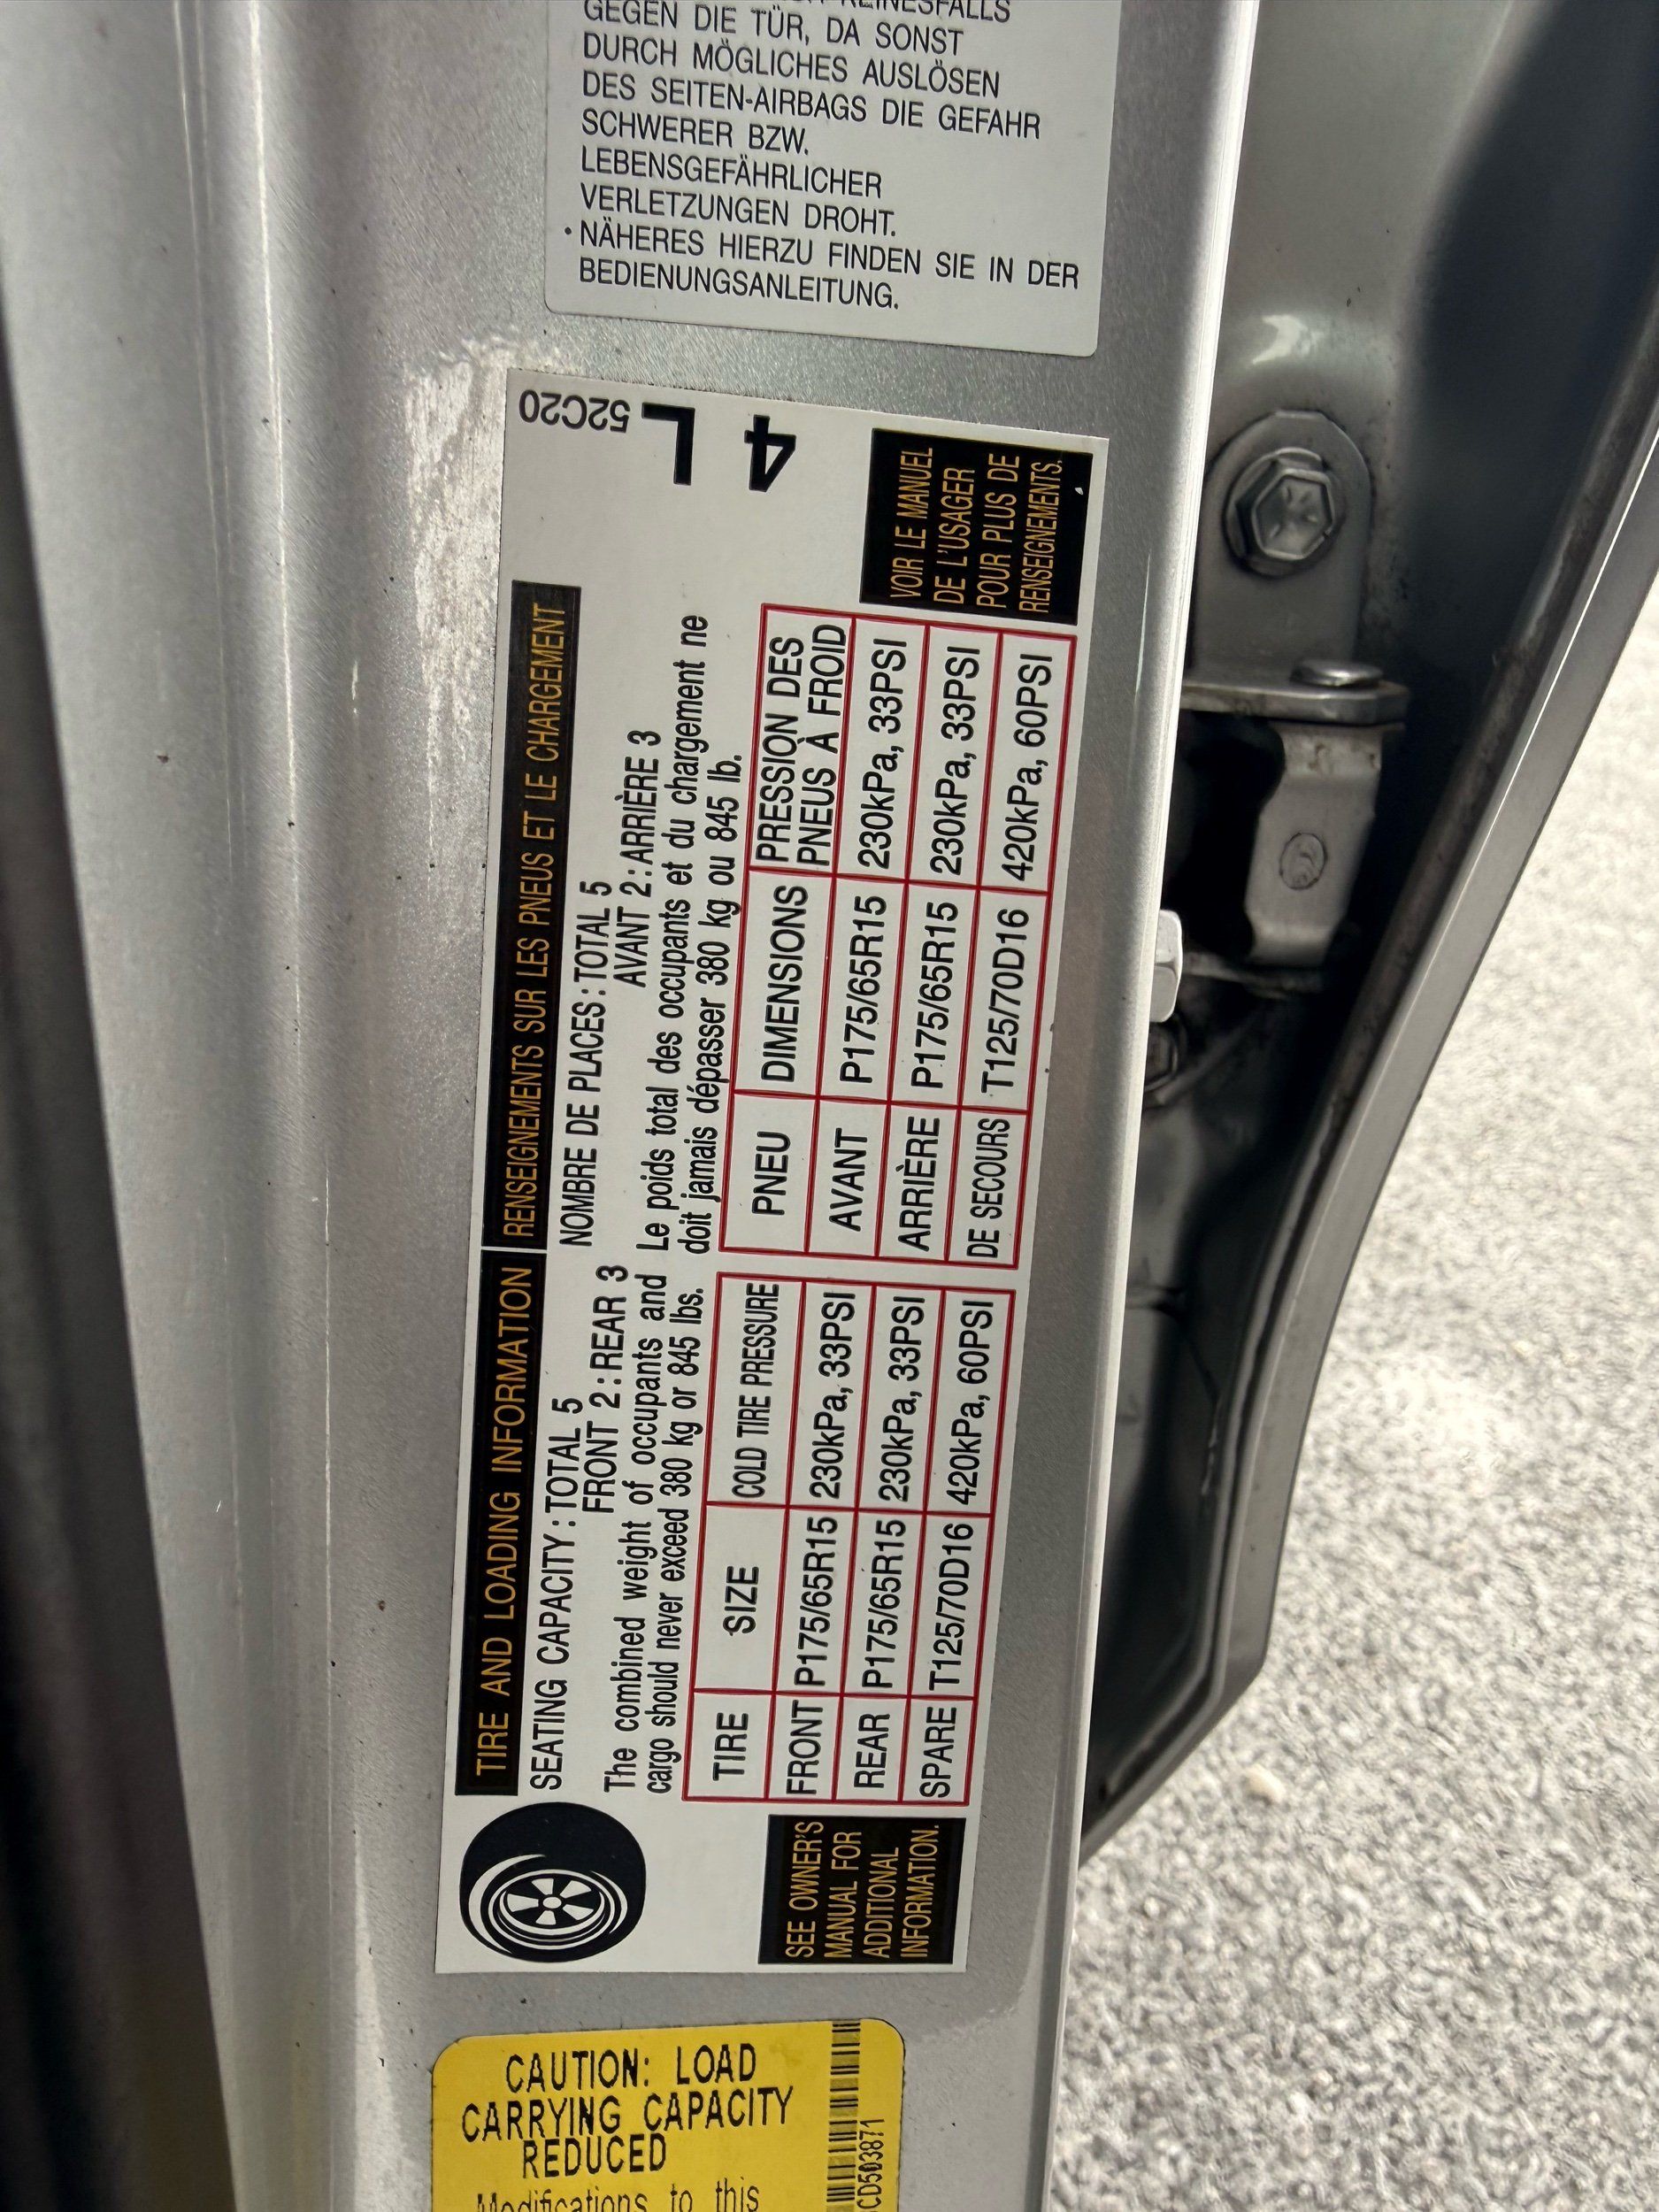 GEGEN DIE TÜR, DA SONST
DURCH MÖGLICHES AUSLÖSEN
DES SEITEN-AIRBAGS DIE GEFAHR
SCHWERER BZW.
LEBENSGEFÄHRLICHER
VERLETZUNGEN DROHT.
• NÄHERES HIERZU FINDEN SIE IN DER
BEDIENUNGSANLEITUNG.
TIRE AND LOADING INFORMATION
SEATING CAPACITY : TOTAL 5
FRONT 2 : REAR 3
The combined weight of occupants and
cargo should never exceed 380 kg or 845 lbs.
TIRE SIZE COLD TIRE PRESSURE
FRONT P175/65R15 230kPa, 33PSI
REAR P175/65R15 230kPa, 33PSI
SPARE T125/70D16 420kPa, 60PSI
SEE OWNER'S
MANUAL FOR
ADDITIONAL
INFORMATION.
RENSEIGNEMENTS SUR LES PNEUS ET LE CHARGEMENT
NOMBRE DE PLACES : TOTAL 5
AVANT 2 : ARRIÈRE 3
Le poids total des occupants et du chargement ne
doit jamais dépasser 380 kg ou 845 lb.
PNEU DIMENSIONS PRESSION DES
PNEUS À FROID
AVANT P175/65R15 230kPa, 33PSI
ARRIÈRE P175/65R15 230kPa, 33PSI
DE SECOURS T125/70D16 420kPa, 60PSI
VOIR LE MANUEL
DE L'USAGER
POUR PLUS DE
RENSEIGNEMENTS.
52C20
4 L
CAUTION: LOAD
CARRYING CAPACITY
REDUCED
Modifications to this
CD503871